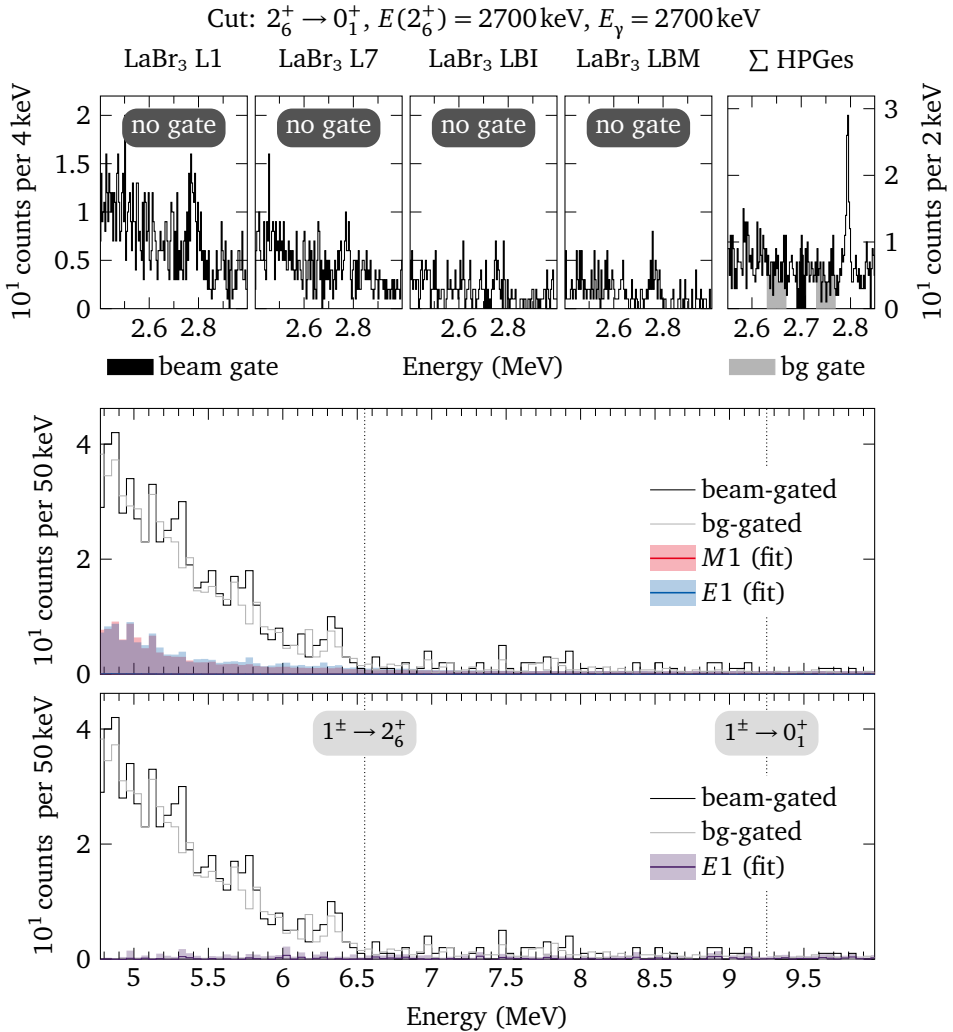 Cut: 2₆⁺ → 0₁⁺, E(2₆⁺) = 2700 keV, Eᵧ = 2700 keV
LaBr₃ L1 LaBr₃ L7 LaBr₃ LBI LaBr₃ LBM ∑ HPGes
no gate no gate no gate no gate
10¹ counts per 4 keV
0 0.5 1 1.5 2
2.6 2.8 2.6 2.8 2.6 2.8 2.6 2.8 2.6 2.8
0 1 2 3
10¹ counts per 2 keV
beam gate Energy (MeV) bg gate
10¹ counts per 50 keV
0 2 4
beam-gated
bg-gated
M1 (fit)
E1 (fit)
10¹ counts per 50 keV
0 2 4
1± → 2₆⁺ 1± → 0₁⁺
beam-gated
bg-gated
E1 (fit)
5 5.5 6 6.5 7 7.5 8 8.5 9 9.5
Energy (MeV)